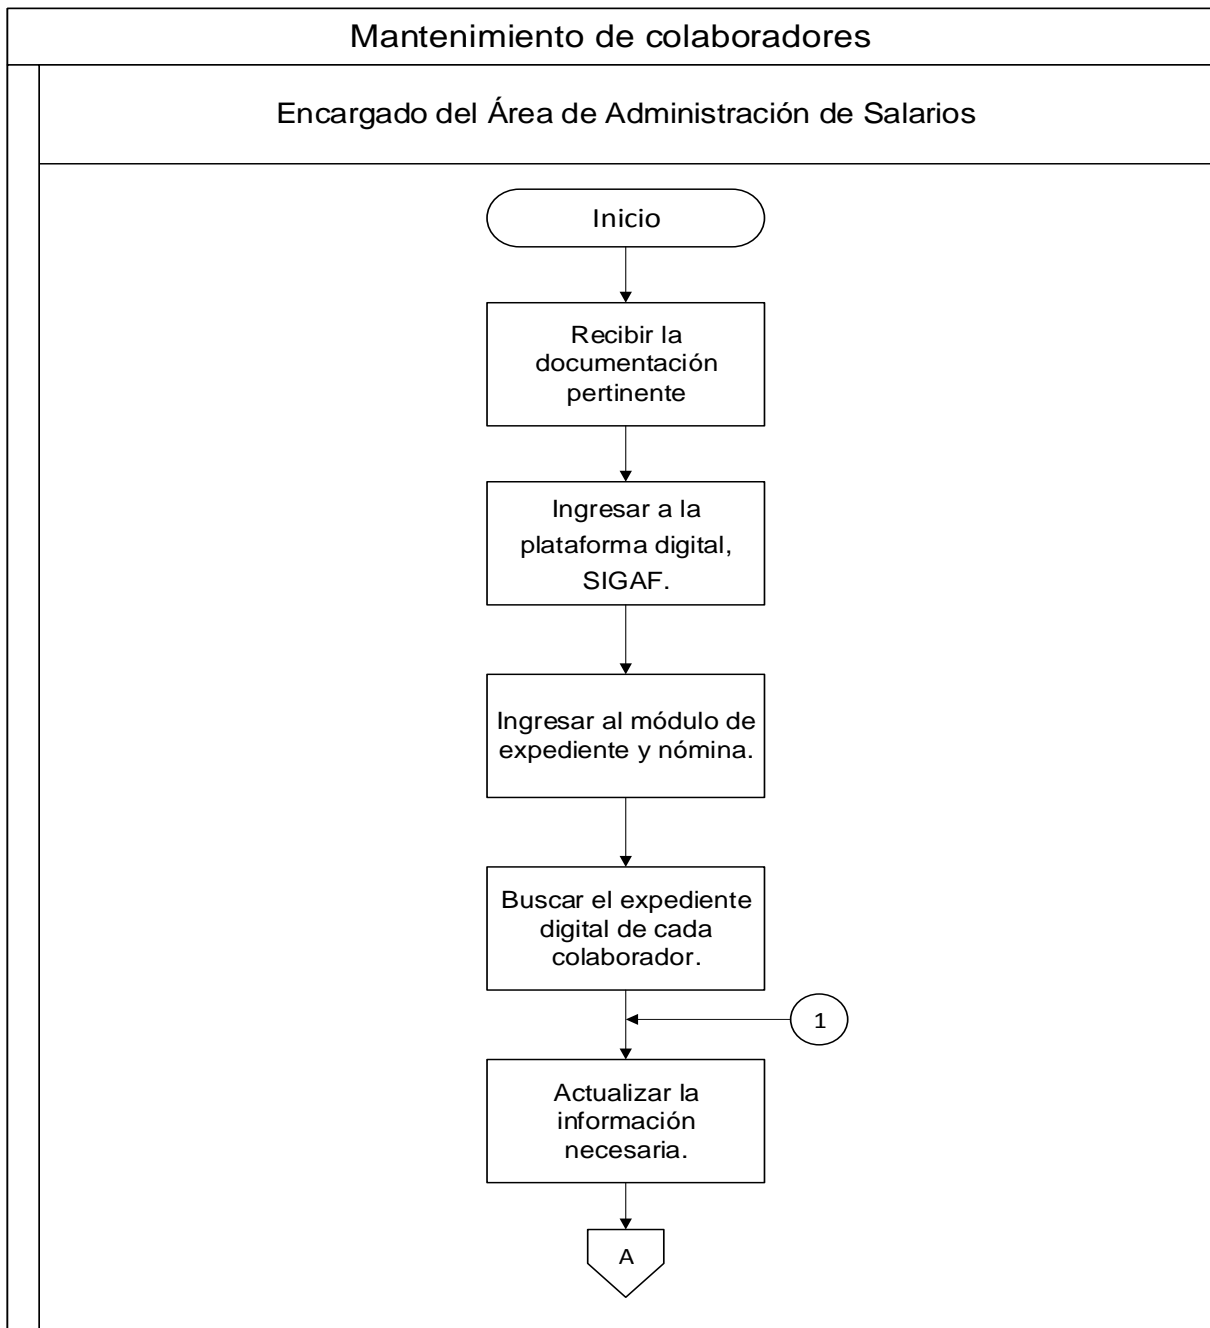 Mantenimiento de colaboradores
Encargado del Área de Administración de Salarios
Inicio
Recibir la
documentación
pertinente
Ingresar a la
plataforma digital,
SIGAF.
Ingresar al módulo de
expediente y nómina.
Buscar el expediente
digital de cada
colaborador.
1
Actualizar la
información
necesaria.
A